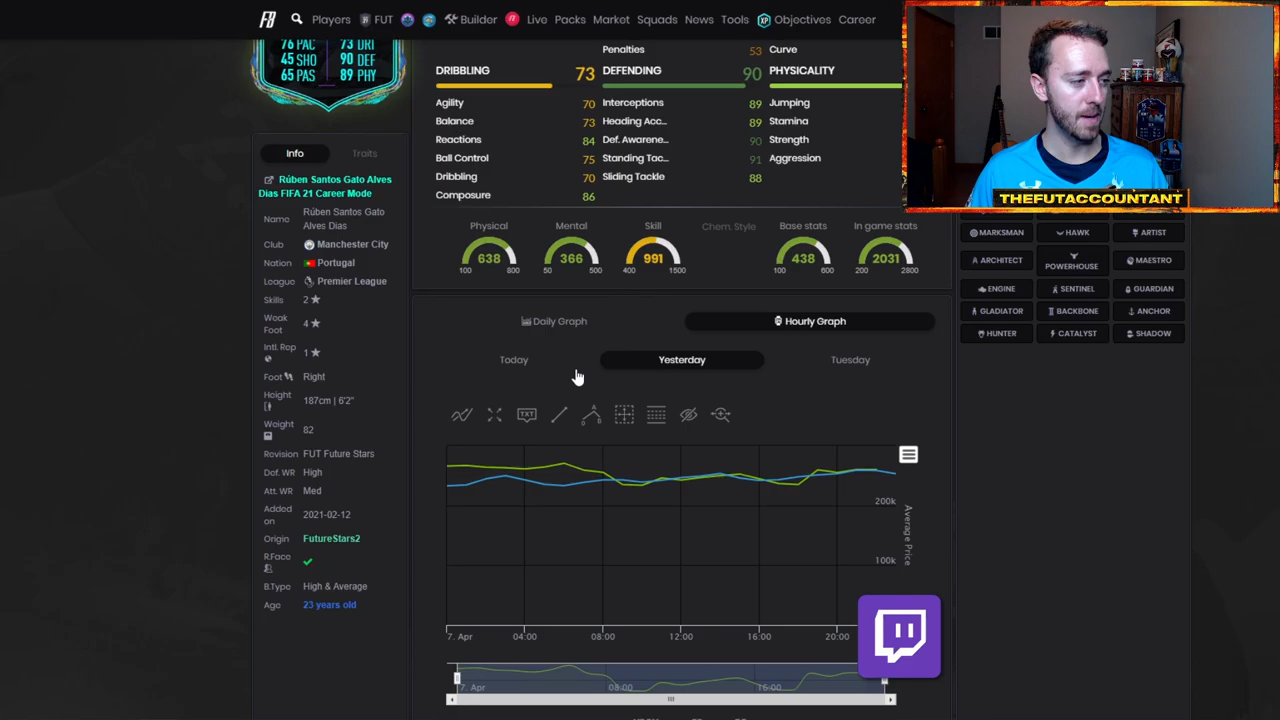 Players FUT Builder Live Packs Market Squads News Tools XP Objectives Career
76 PAC 73 DRI
45 SHO 90 DEF
65 PAS 89 PHY
Penalties 53 Curve
DRIBBLING 73 DEFENDING 90 PHYSICALITY
Agility 70 Interceptions 89 Jumping
Balance 73 Heading Acc... 89 Stamina
Reactions 84 Def. Awarene... 90 Strength
Ball Control 75 Standing Tac... 91 Aggression
Dribbling 70 Sliding Tackle 88
Composure 86
THEFUTACCOUNTANT
Physical Mental Skill Chem. Style Base stats In game stats
638 366 991 438 2031
100 800 50 500 400 1500 100 600 200 2800
MARKSMAN HAWK ARTIST
ARCHITECT POWERHOUSE MAESTRO
ENGINE SENTINEL GUARDIAN
GLADIATOR BACKBONE ANCHOR
HUNTER CATALYST SHADOW
Info Traits
Rúben Santos Gato Alves
Dias FIFA 21 Career Mode
Name Rúben Santos Gato
Alves Dias
Club Manchester City
Nation Portugal
League Premier League
Skills 2
Weak
Foot 4
Intl. Rep 1
Foot Right
Height 187cm | 6'2"
Weight 82
Revision FUT Future Stars
Def. WR High
Att. WR Med
Added
on 2021-02-12
Origin FutureStars2
R.Face
B.Type High & Average
Age 23 years old
Daily Graph Hourly Graph
Today Yesterday Tuesday
TXT
200k
100k
Average Price
7. Apr 04:00 08:00 12:00 16:00 20:00
7. Apr 08:00 16:00